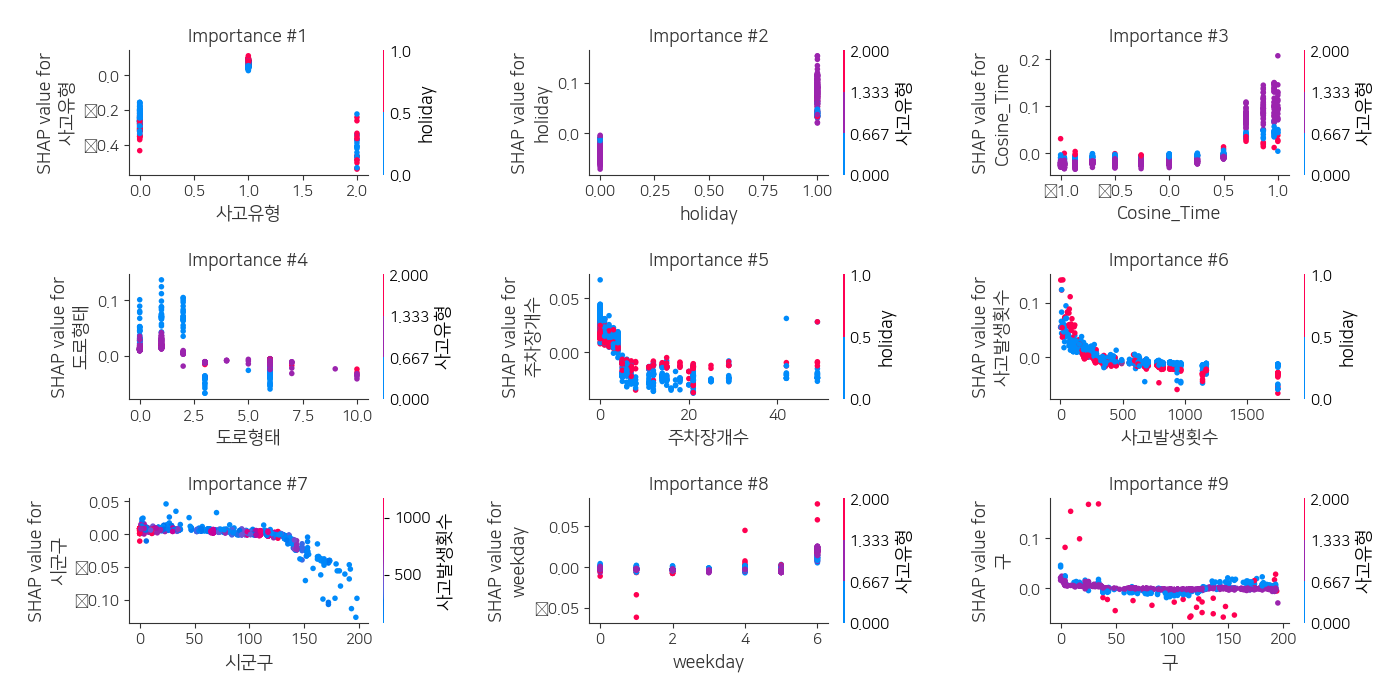 Importance #1
SHAP value for
사고유형
0.0
0.2
0.4
0.0
0.5
1.0
1.5
2.0
사고유형
1.0
0.5
0.0
holiday
Importance #2
SHAP value for
holiday
0.1
0.0
0.00
0.25
0.50
0.75
1.00
holiday
2.000
1.333
0.667
0.000
사고유형
Importance #3
SHAP value for
Cosine_Time
0.2
0.1
0.0
1.0
0.5
0.0
0.5
1.0
Cosine_Time
2.000
1.333
0.667
0.000
사고유형
Importance #4
SHAP value for
도로형태
0.1
0.0
0.0
2.5
5.0
7.5
10.0
도로형태
2.000
1.333
0.667
0.000
사고유형
Importance #5
SHAP value for
주차장개수
0.05
0.00
0
20
40
주차장개수
1.0
0.5
0.0
holiday
Importance #6
SHAP value for
사고발생횟수
0.1
0.0
0
500
1000
1500
사고발생횟수
1.0
0.5
0.0
holiday
Importance #7
SHAP value for
시군구
0.05
0.00
0.05
0.10
0
50
100
150
200
시군구
1000
500
사고발생횟수
Importance #8
SHAP value for
weekday
0.05
0.00
0.05
0
2
4
6
weekday
2.000
1.333
0.667
0.000
사고유형
Importance #9
SHAP value for
구
0.1
0.0
0
50
100
150
200
구
2.000
1.333
0.667
0.000
사고유형